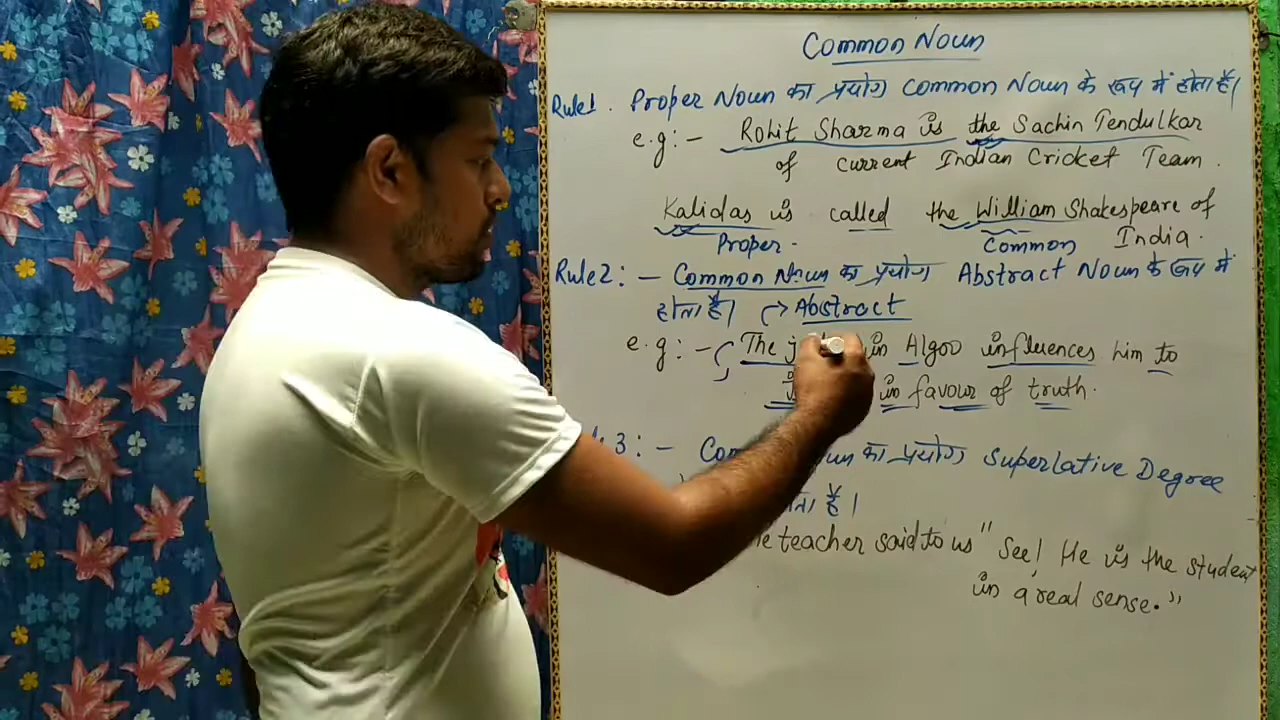 Common Noun
Rule1. Proper Noun का प्रयोग Common Noun के रूप में होता है।
e.g:- Rohit Sharma is the Sachin Tendulkar
of current Indian Cricket Team.
Kalidas is called the William Shakespeare of
Proper. Common India.
Rule2:- Common Noun का प्रयोग Abstract Noun के रूप में
होता है। Abstract
e.g:- The in Algoo influences him to
in favour of truth.
3:- का प्रयोग Superlative Degree
है।
teacher said to us "See! He is the student
in a real sense."